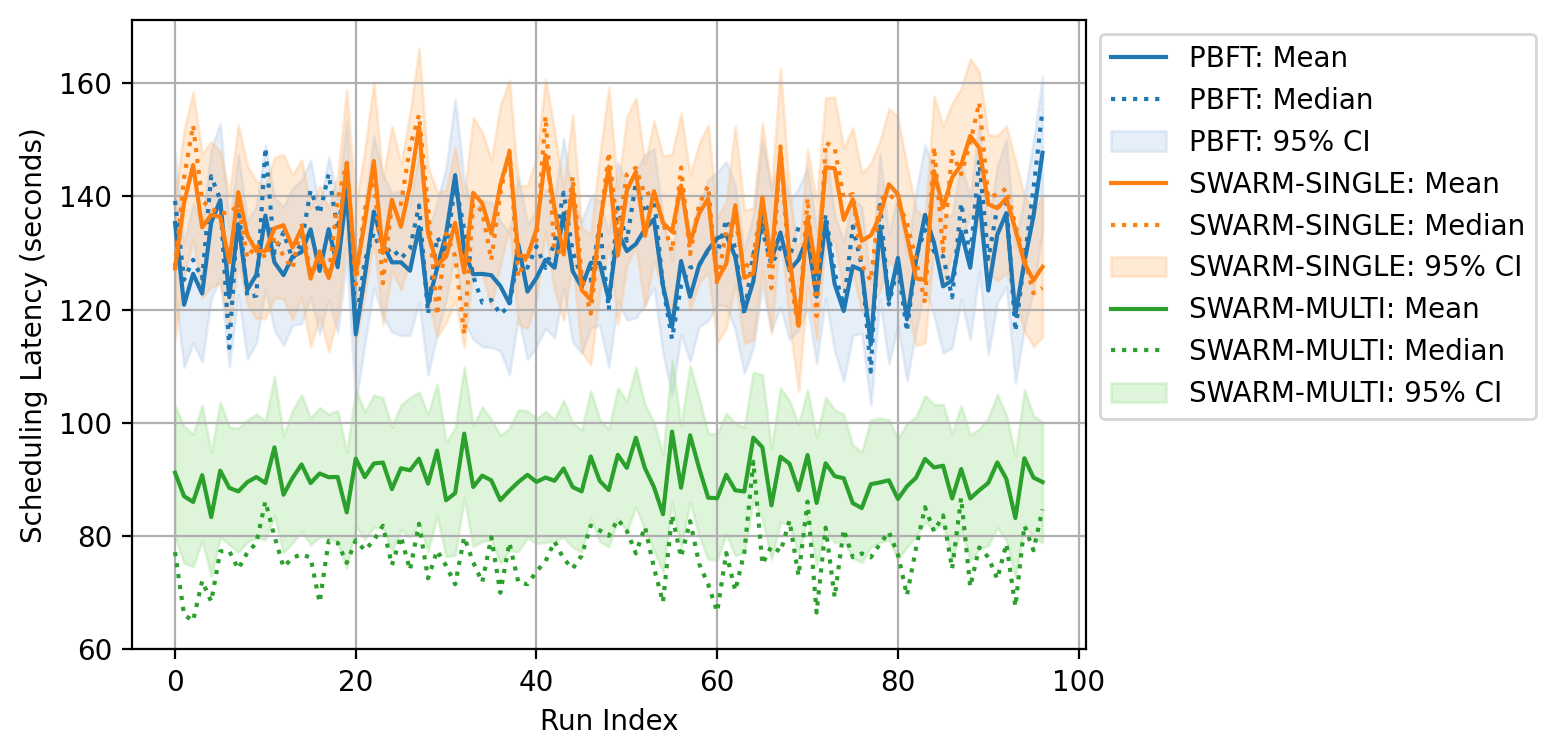 160
140
120
100
80
60
0
20
40
60
80
100
Scheduling Latency (seconds)
Run Index
PBFT: Mean
PBFT: Median
PBFT: 95% CI
SWARM-SINGLE: Mean
SWARM-SINGLE: Median
SWARM-SINGLE: 95% CI
SWARM-MULTI: Mean
SWARM-MULTI: Median
SWARM-MULTI: 95% CI